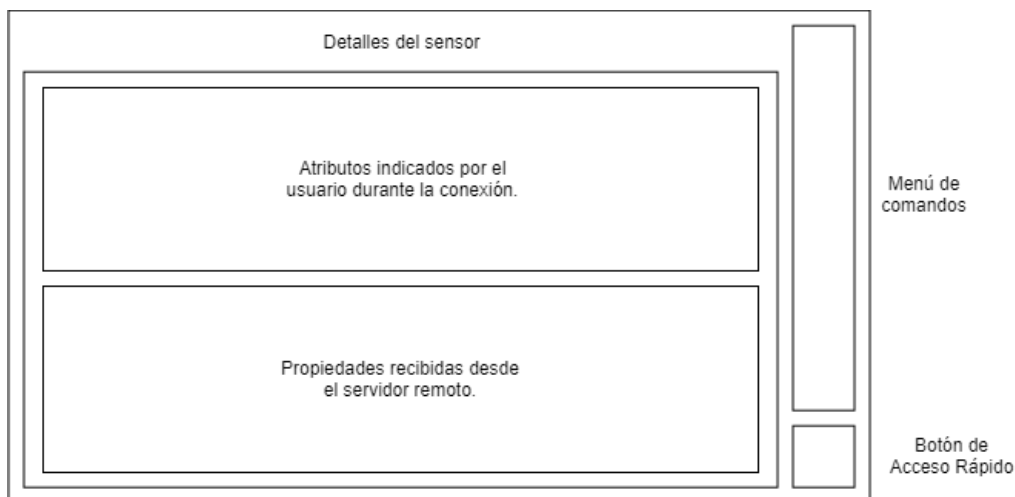 Detalles del sensor
Atributos indicados por el
usuario durante la conexión.
Menú de
comandos
Propiedades recibidas desde
el servidor remoto.
Botón de
Acceso Rápido